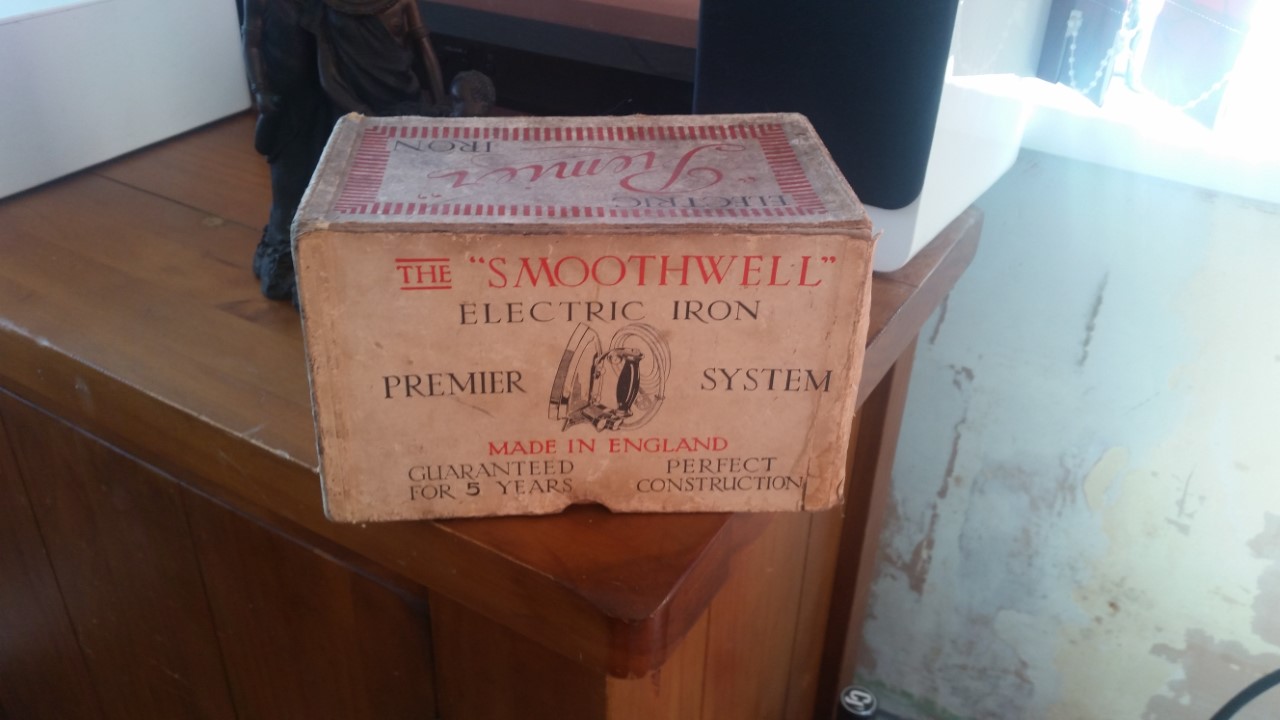 ELECTRIC
"Premier"
IRON
THE "SMOOTHWELL"
ELECTRIC IRON
PREMIER SYSTEM
MADE IN ENGLAND
GUARANTEED PERFECT
FOR 5 YEARS CONSTRUCTION